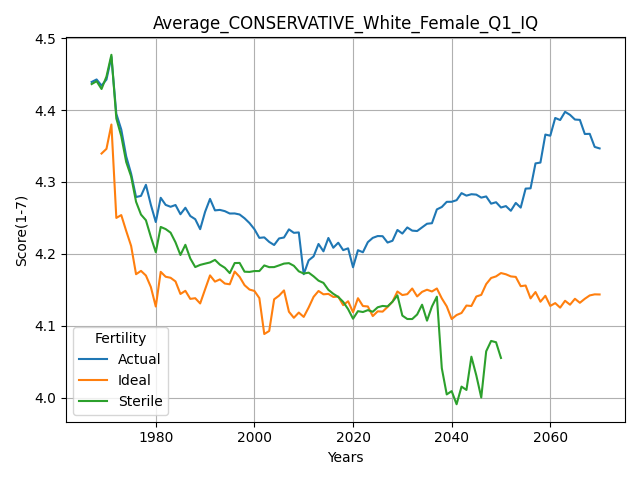 Average_CONSERVATIVE_White_Female_Q1_IQ
Score(1-7)
4.5
4.4
4.3
4.2
4.1
4.0
Fertility
Actual
Ideal
Sterile
1980 2000 2020 2040 2060
Years